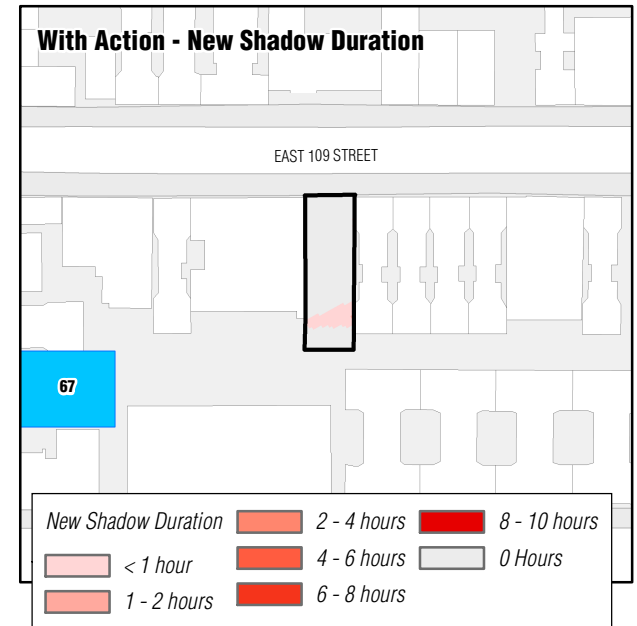 With Action - New Shadow Duration
EAST 109 STREET
67
New Shadow Duration
< 1 hour
1 - 2 hours
2 - 4 hours
4 - 6 hours
6 - 8 hours
8 - 10 hours
0 Hours